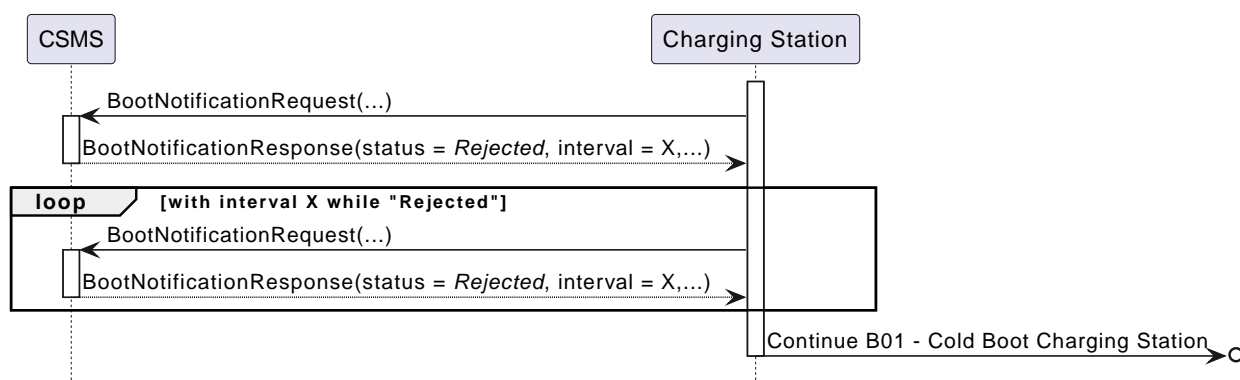 CSMS
Charging Station
BootNotificationRequest(...)
BootNotificationResponse(status = Rejected, interval = X,...)
loop
[with interval X while "Rejected"]
BootNotificationRequest(...)
BootNotificationResponse(status = Rejected, interval = X,...)
Continue B01 - Cold Boot Charging Station